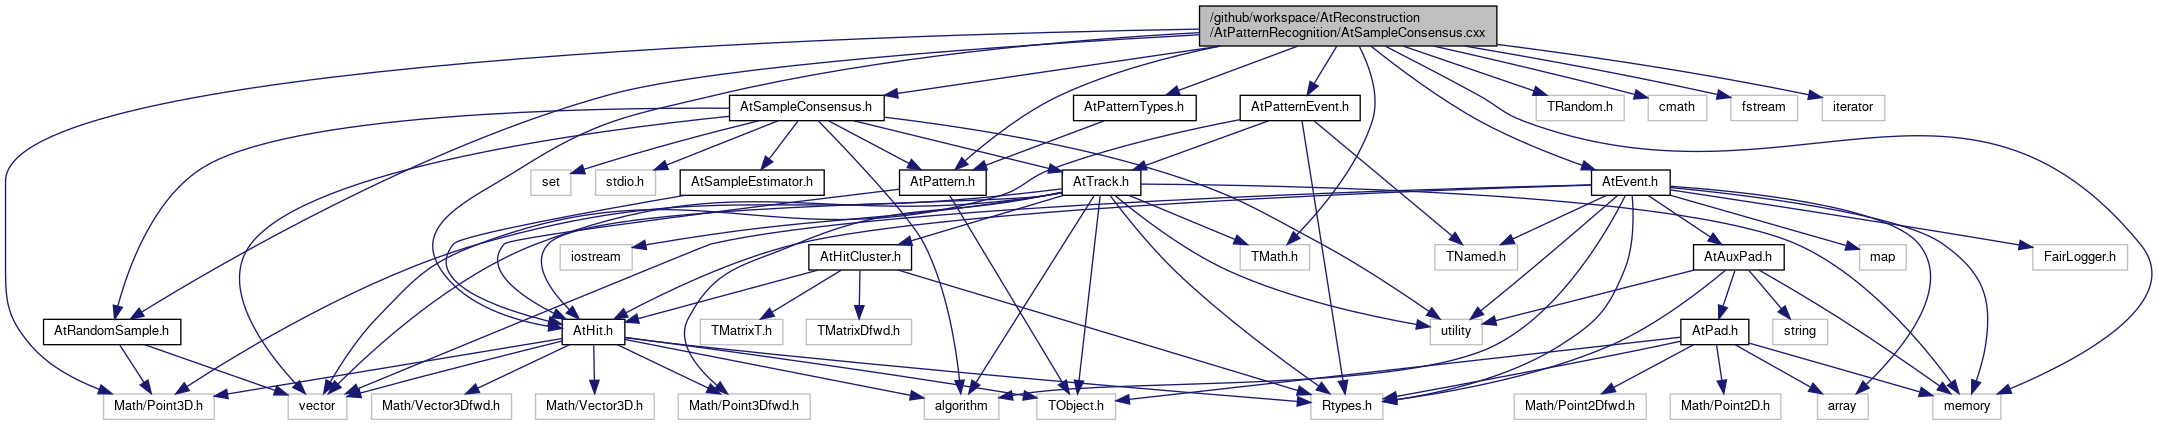 /github/workspace/AtReconstruction
/AtPatternRecognition/AtSampleConsensus.cxx
AtSampleConsensus.h
AtPatternTypes.h
AtPatternEvent.h
TRandom.h
cmath
fstream
iterator
set
stdio.h
AtSampleEstimator.h
AtPattern.h
AtTrack.h
AtEvent.h
iostream
AtHitCluster.h
TMath.h
TNamed.h
AtAuxPad.h
map
FairLogger.h
AtRandomSample.h
AtHit.h
TMatrixT.h
TMatrixDfwd.h
utility
AtPad.h
string
Math/Point3D.h
vector
Math/Vector3Dfwd.h
Math/Vector3D.h
Math/Point3Dfwd.h
algorithm
TObject.h
Rtypes.h
Math/Point2Dfwd.h
Math/Point2D.h
array
memory